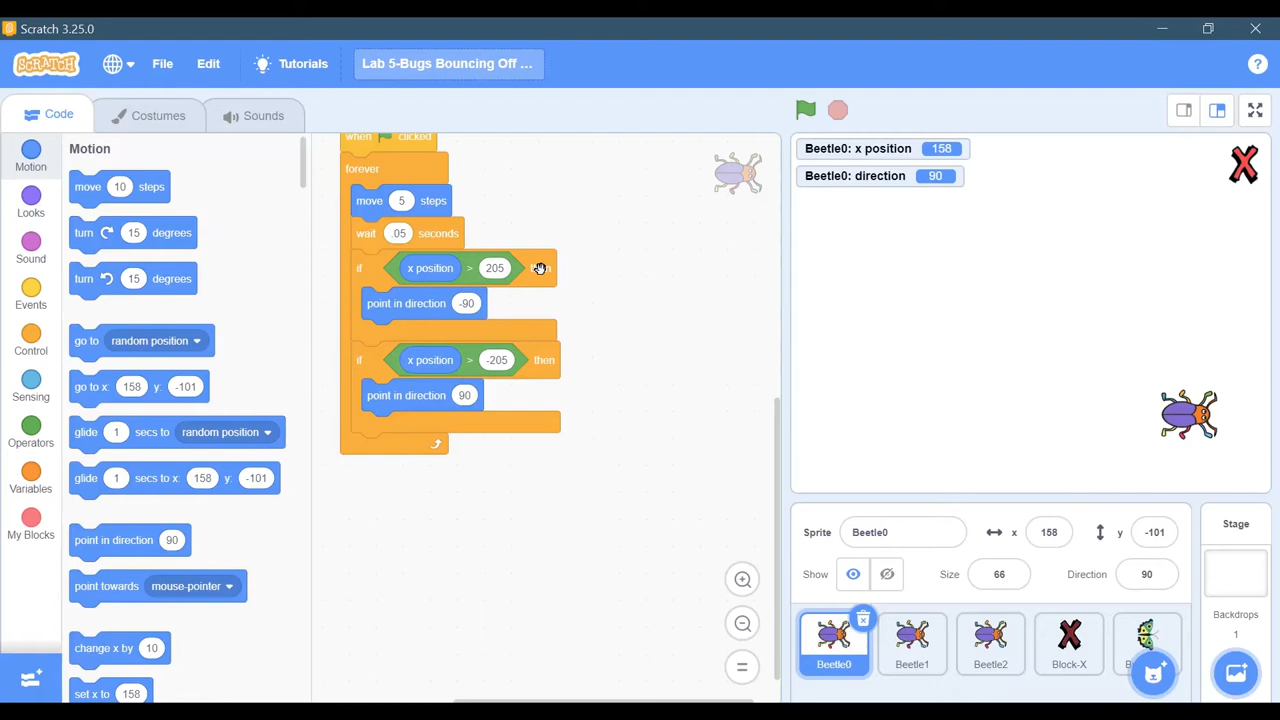 Scratch 3.25.0
SCRATCH File Edit Tutorials Lab 5-Bugs Bouncing Off ... ?
Code Costumes Sounds
Motion
Looks
Sound
Events
Control
Sensing
Operators
Variables
My Blocks
Motion
move 10 steps
turn 15 degrees
turn 15 degrees
go to random position
go to x: 158 y: -101
glide 1 secs to random position
glide 1 secs to x: 158 y: -101
point in direction 90
point towards mouse-pointer
change x by 10
set x to 158
when clicked
forever
move 5 steps
wait .05 seconds
if x position > 205
point in direction -90
if x position > -205 then
point in direction 90
Beetle0: x position 158
Beetle0: direction 90
Sprite Beetle0 x 158 y -101
Show Size 66 Direction 90
Beetle0 Beetle1 Beetle2 Block-X
Stage
Backdrops
1